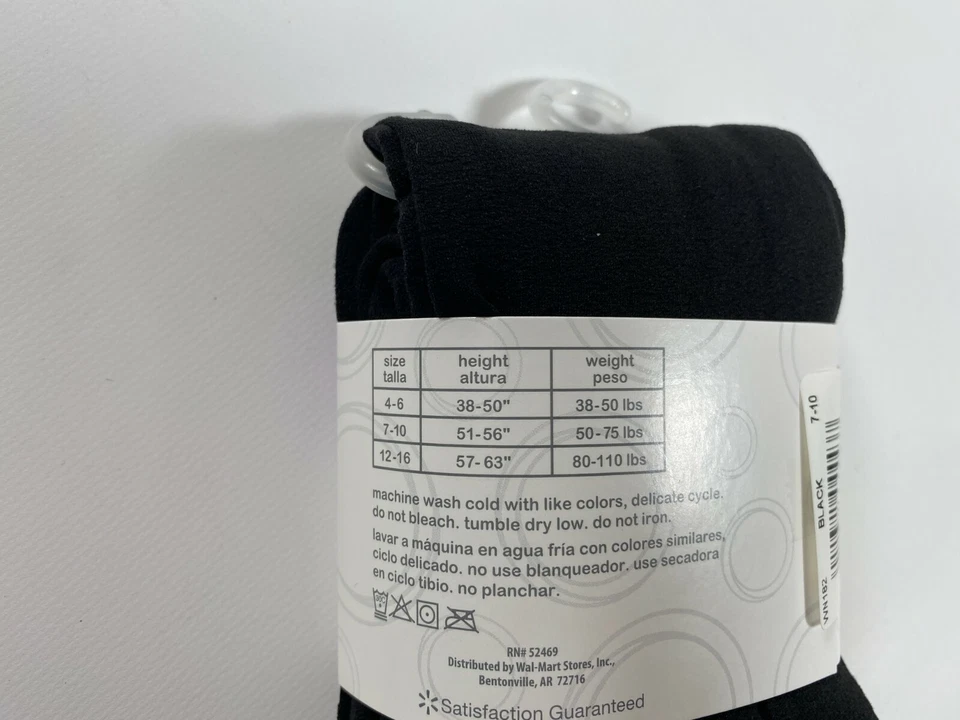 size height weight
talla altura peso
4-6 38-50" 38-50 lbs
7-10 51-56" 50-75 lbs
12-16 57-63" 80-110 lbs
machine wash cold with like colors, delicate cycle.
do not bleach. tumble dry low. do not iron.
lavar a máquina en agua fría con colores similares,
ciclo delicado. no use blanqueador. use secadora
en ciclo tibio. no planchar.
RN# 52469
Distributed by Wal-Mart Stores, Inc.,
Bentonville, AR 72716
Satisfaction Guaranteed
WN182 BLACK 7-10